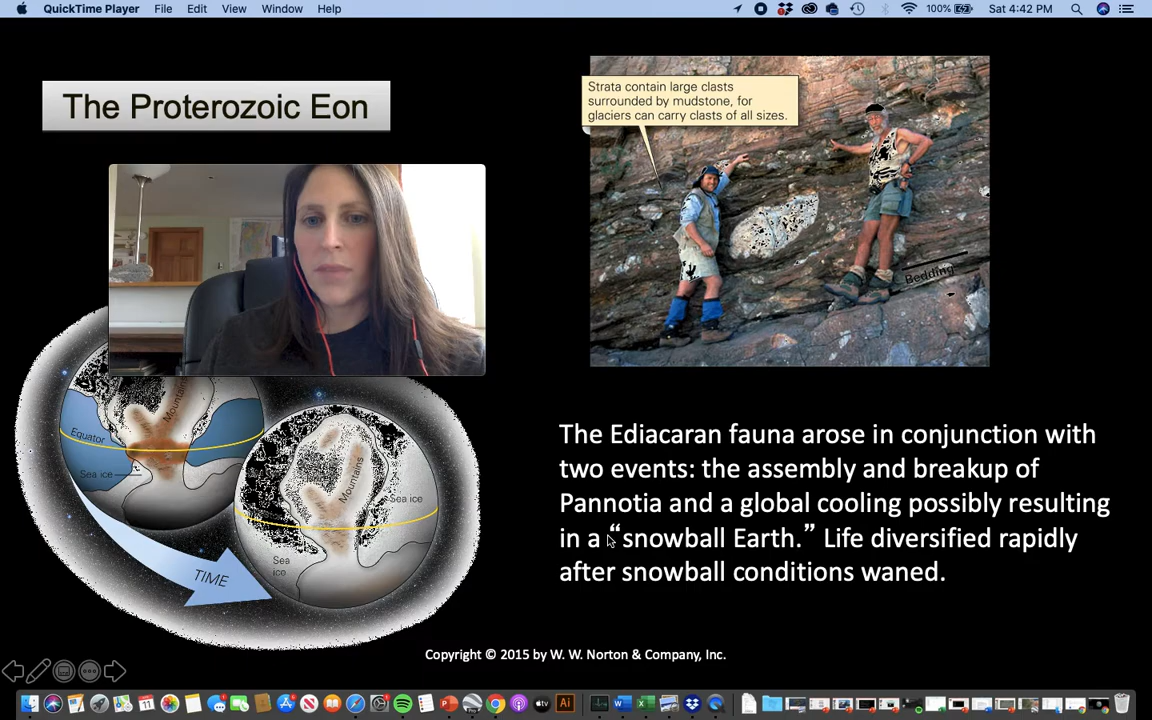 QuickTime Player File Edit View Window Help
100% Sat 4:42 PM
The Proterozoic Eon
Strata contain large clasts
surrounded by mudstone, for
glaciers can carry clasts of all sizes.
Bedding
Mountains
Equator
Sea ice
Mountains
Sea ice
Sea
ice
TIME
The Ediacaran fauna arose in conjunction with
two events: the assembly and breakup of
Pannotia and a global cooling possibly resulting
in a “snowball Earth.” Life diversified rapidly
after snowball conditions waned.
Copyright © 2015 by W. W. Norton & Company, Inc.